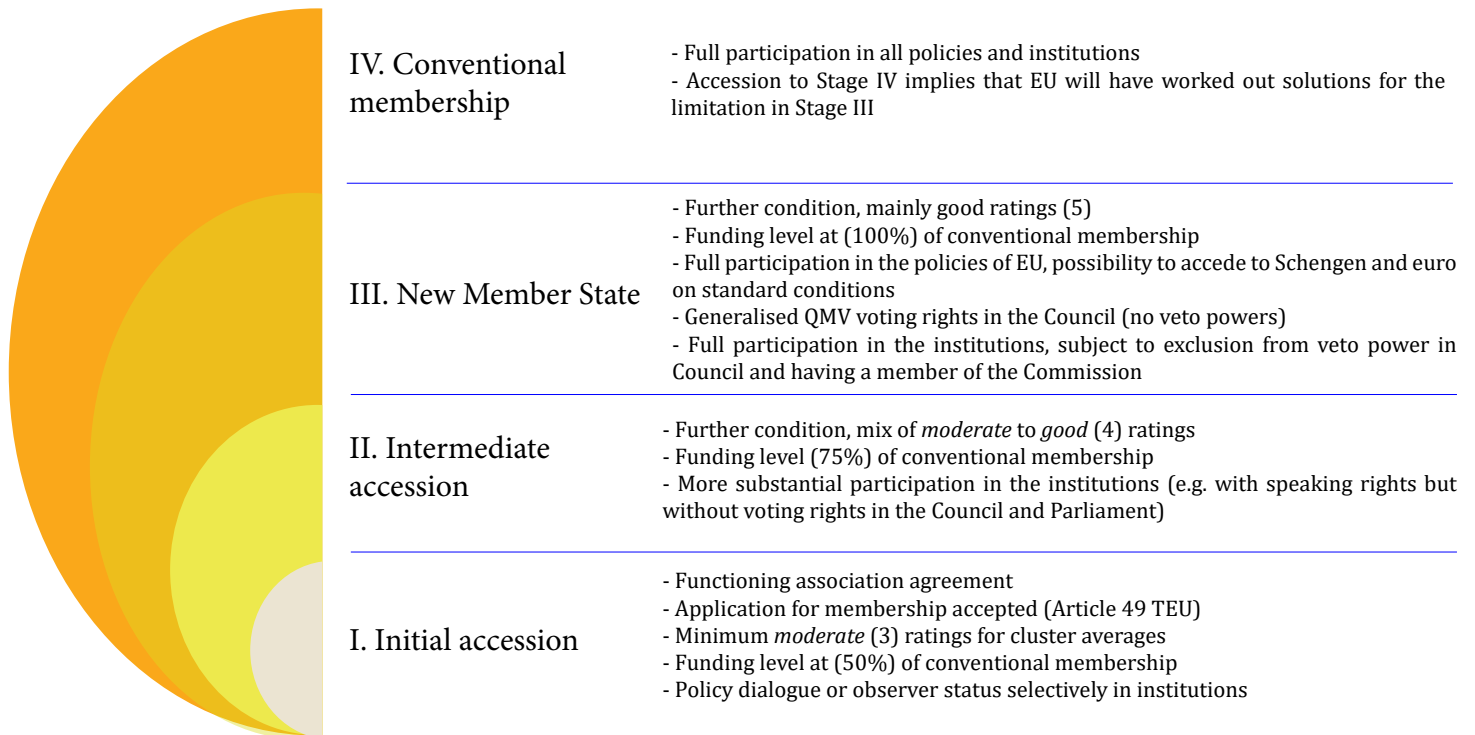 IV. Conventional
membership
- Full participation in all policies and institutions
- Accession to Stage IV implies that EU will have worked out solutions for the
limitation in Stage III
III. New Member State
- Further condition, mainly good ratings (5)
- Funding level at (100%) of conventional membership
- Full participation in the policies of EU, possibility to accede to Schengen and euro
on standard conditions
- Generalised QMV voting rights in the Council (no veto powers)
- Full participation in the institutions, subject to exclusion from veto power in
Council and having a member of the Commission
II. Intermediate
accession
- Further condition, mix of moderate to good (4) ratings
- Funding level (75%) of conventional membership
- More substantial participation in the institutions (e.g. with speaking rights but
without voting rights in the Council and Parliament)
I. Initial accession
- Functioning association agreement
- Application for membership accepted (Article 49 TEU)
- Minimum moderate (3) ratings for cluster averages
- Funding level at (50%) of conventional membership
- Policy dialogue or observer status selectively in institutions